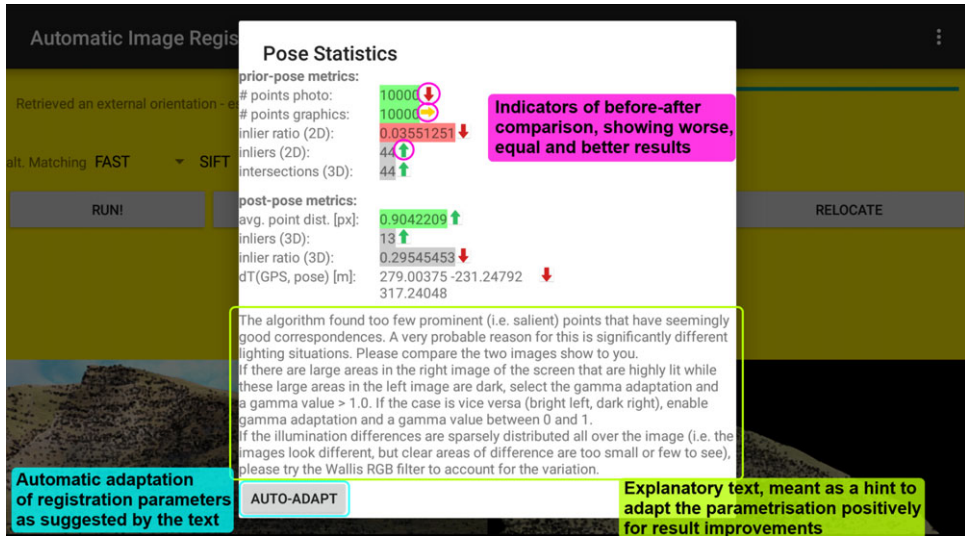 Automatic Image Regis
Pose Statistics
prior-pose metrics:
# points photo: 10000
# points graphics: 10000
inlier ratio (2D): 0.03551251
inliers (2D): 44
intersections (3D): 44
Indicators of before-after
comparison, showing worse,
equal and better results
Retrieved an external orientation - es
alt. Matching FAST SIFT
RUN!
RELOCATE
post-pose metrics:
avg. point dist. [px]: 0.9042209
inliers (3D): 13
inlier ratio (3D): 0.29545453
dT(GPS, pose) [m]: 279.00375 -231.24792
317.24048
The algorithm found too few prominent (i.e. salient) points that have seemingly
good correspondences. A very probable reason for this is significantly different
lighting situations. Please compare the two images show to you.
If there are large areas in the right image of the screen that are highly lit while
these large areas in the left image are dark, select the gamma adaptation and
a gamma value > 1.0. If the case is vice versa (bright left, dark right), enable
gamma adaptation and a gamma value between 0 and 1.
If the illumination differences are sparsely distributed all over the image (i.e. the
images look different, but clear areas of difference are too small or few to see),
please try the Wallis RGB filter to account for the variation.
Automatic adaptation
of registration parameters
as suggested by the text
AUTO-ADAPT
Explanatory text, meant as a hint to
adapt the parametrisation positively
for result improvements